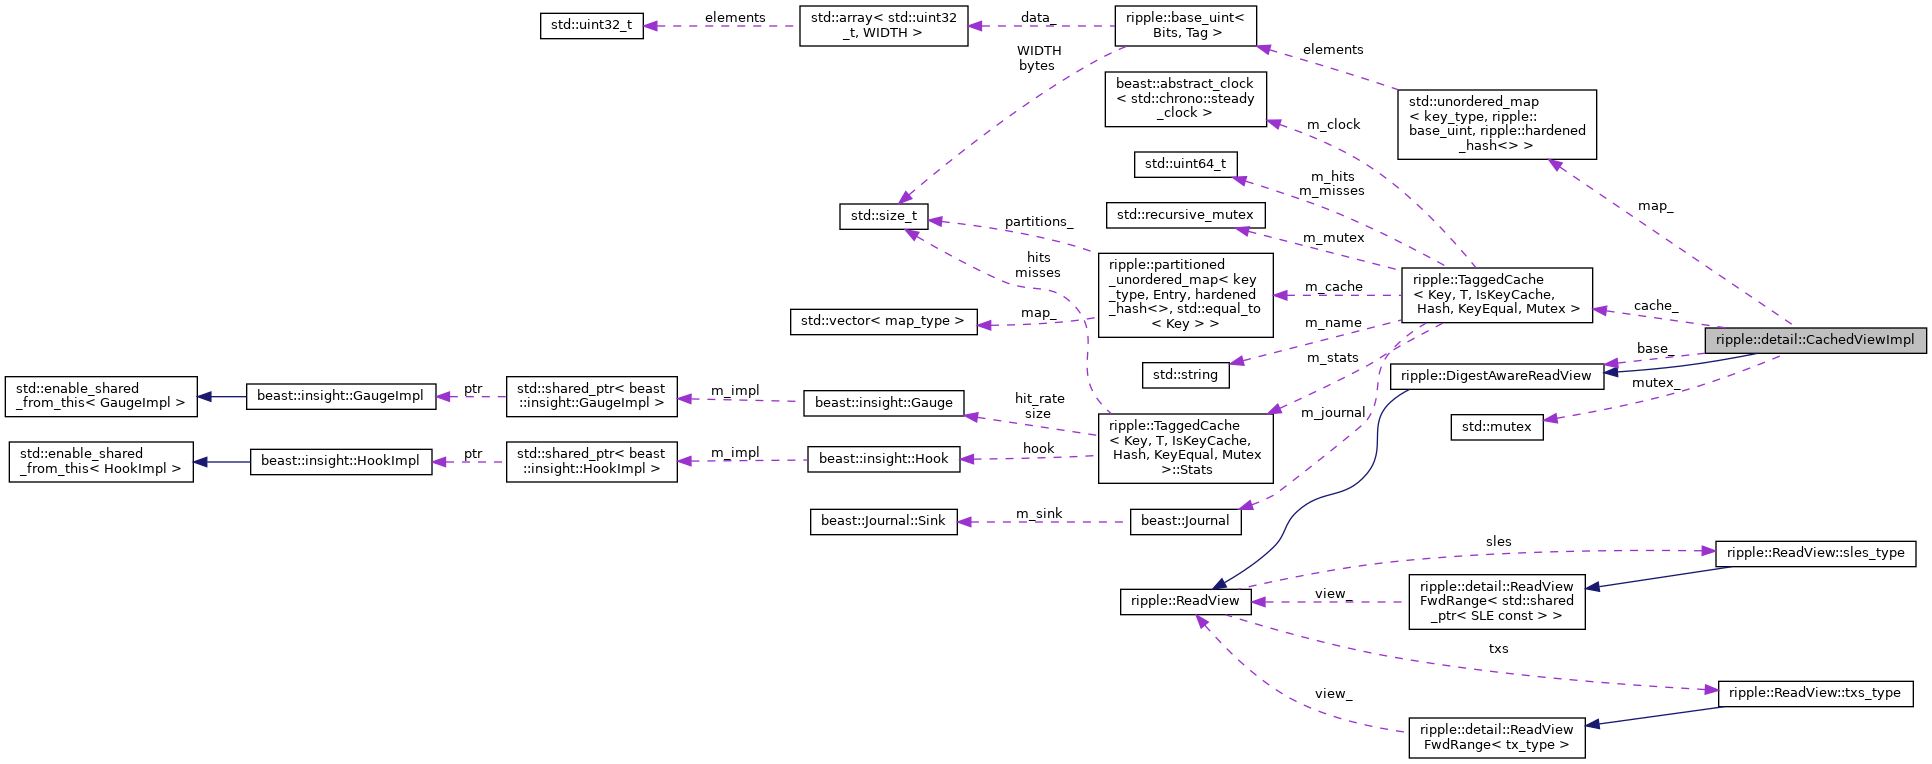 std::uint32_t
elements
std::array< std::uint32
_t, WIDTH >
data_
ripple::base_uint<
Bits, Tag >
WIDTH
bytes
elements
beast::abstract_clock
< std::chrono::steady
_clock >
std::unordered_map
< key_type, ripple::
base_uint, ripple::hardened
_hash<> >
m_clock
std::uint64_t
m_hits
m_misses
map_
std::size_t
partitions_
std::recursive_mutex
m_mutex
hits
misses
ripple::partitioned
_unordered_map< key
_type, Entry, hardened
_hash<>, std::equal_to
< Key > >
m_cache
ripple::TaggedCache
< Key, T, IsKeyCache,
Hash, KeyEqual, Mutex >
cache_
std::vector< map_type >
map_
m_name
ripple::detail::CachedViewImpl
m_stats
base_
std::string
ripple::DigestAwareReadView
mutex_
std::enable_shared
_from_this< GaugeImpl >
beast::insight::GaugeImpl
ptr
std::shared_ptr< beast
::insight::GaugeImpl >
m_impl
beast::insight::Gauge
hit_rate
size
m_journal
ripple::TaggedCache
< Key, T, IsKeyCache,
Hash, KeyEqual, Mutex
>::Stats
std::mutex
std::enable_shared
_from_this< HookImpl >
beast::insight::HookImpl
ptr
std::shared_ptr< beast
::insight::HookImpl >
m_impl
beast::insight::Hook
hook
beast::Journal::Sink
m_sink
beast::Journal
sles
ripple::ReadView::sles_type
ripple::ReadView
view_
ripple::detail::ReadView
FwdRange< std::shared
_ptr< SLE const > >
txs
ripple::ReadView::txs_type
view_
ripple::detail::ReadView
FwdRange< tx_type >